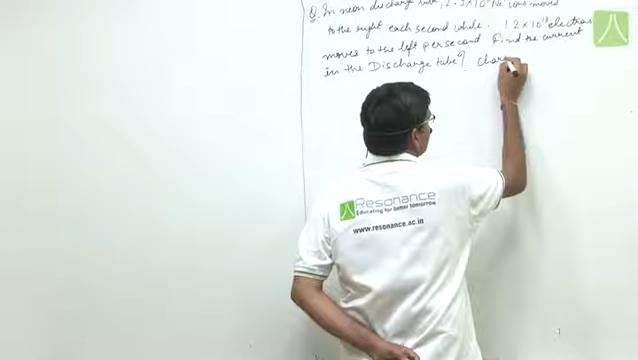 Q. In neon discharge tube, 2.9×10¹⁸ Ne⁺ ions moves
to the right each second while 1.2×10¹⁸ electrons
moves to the left per second Find the current
in the Discharge tube? Char
Resonance
Educating for better tomorrow
www.resonance.ac.in